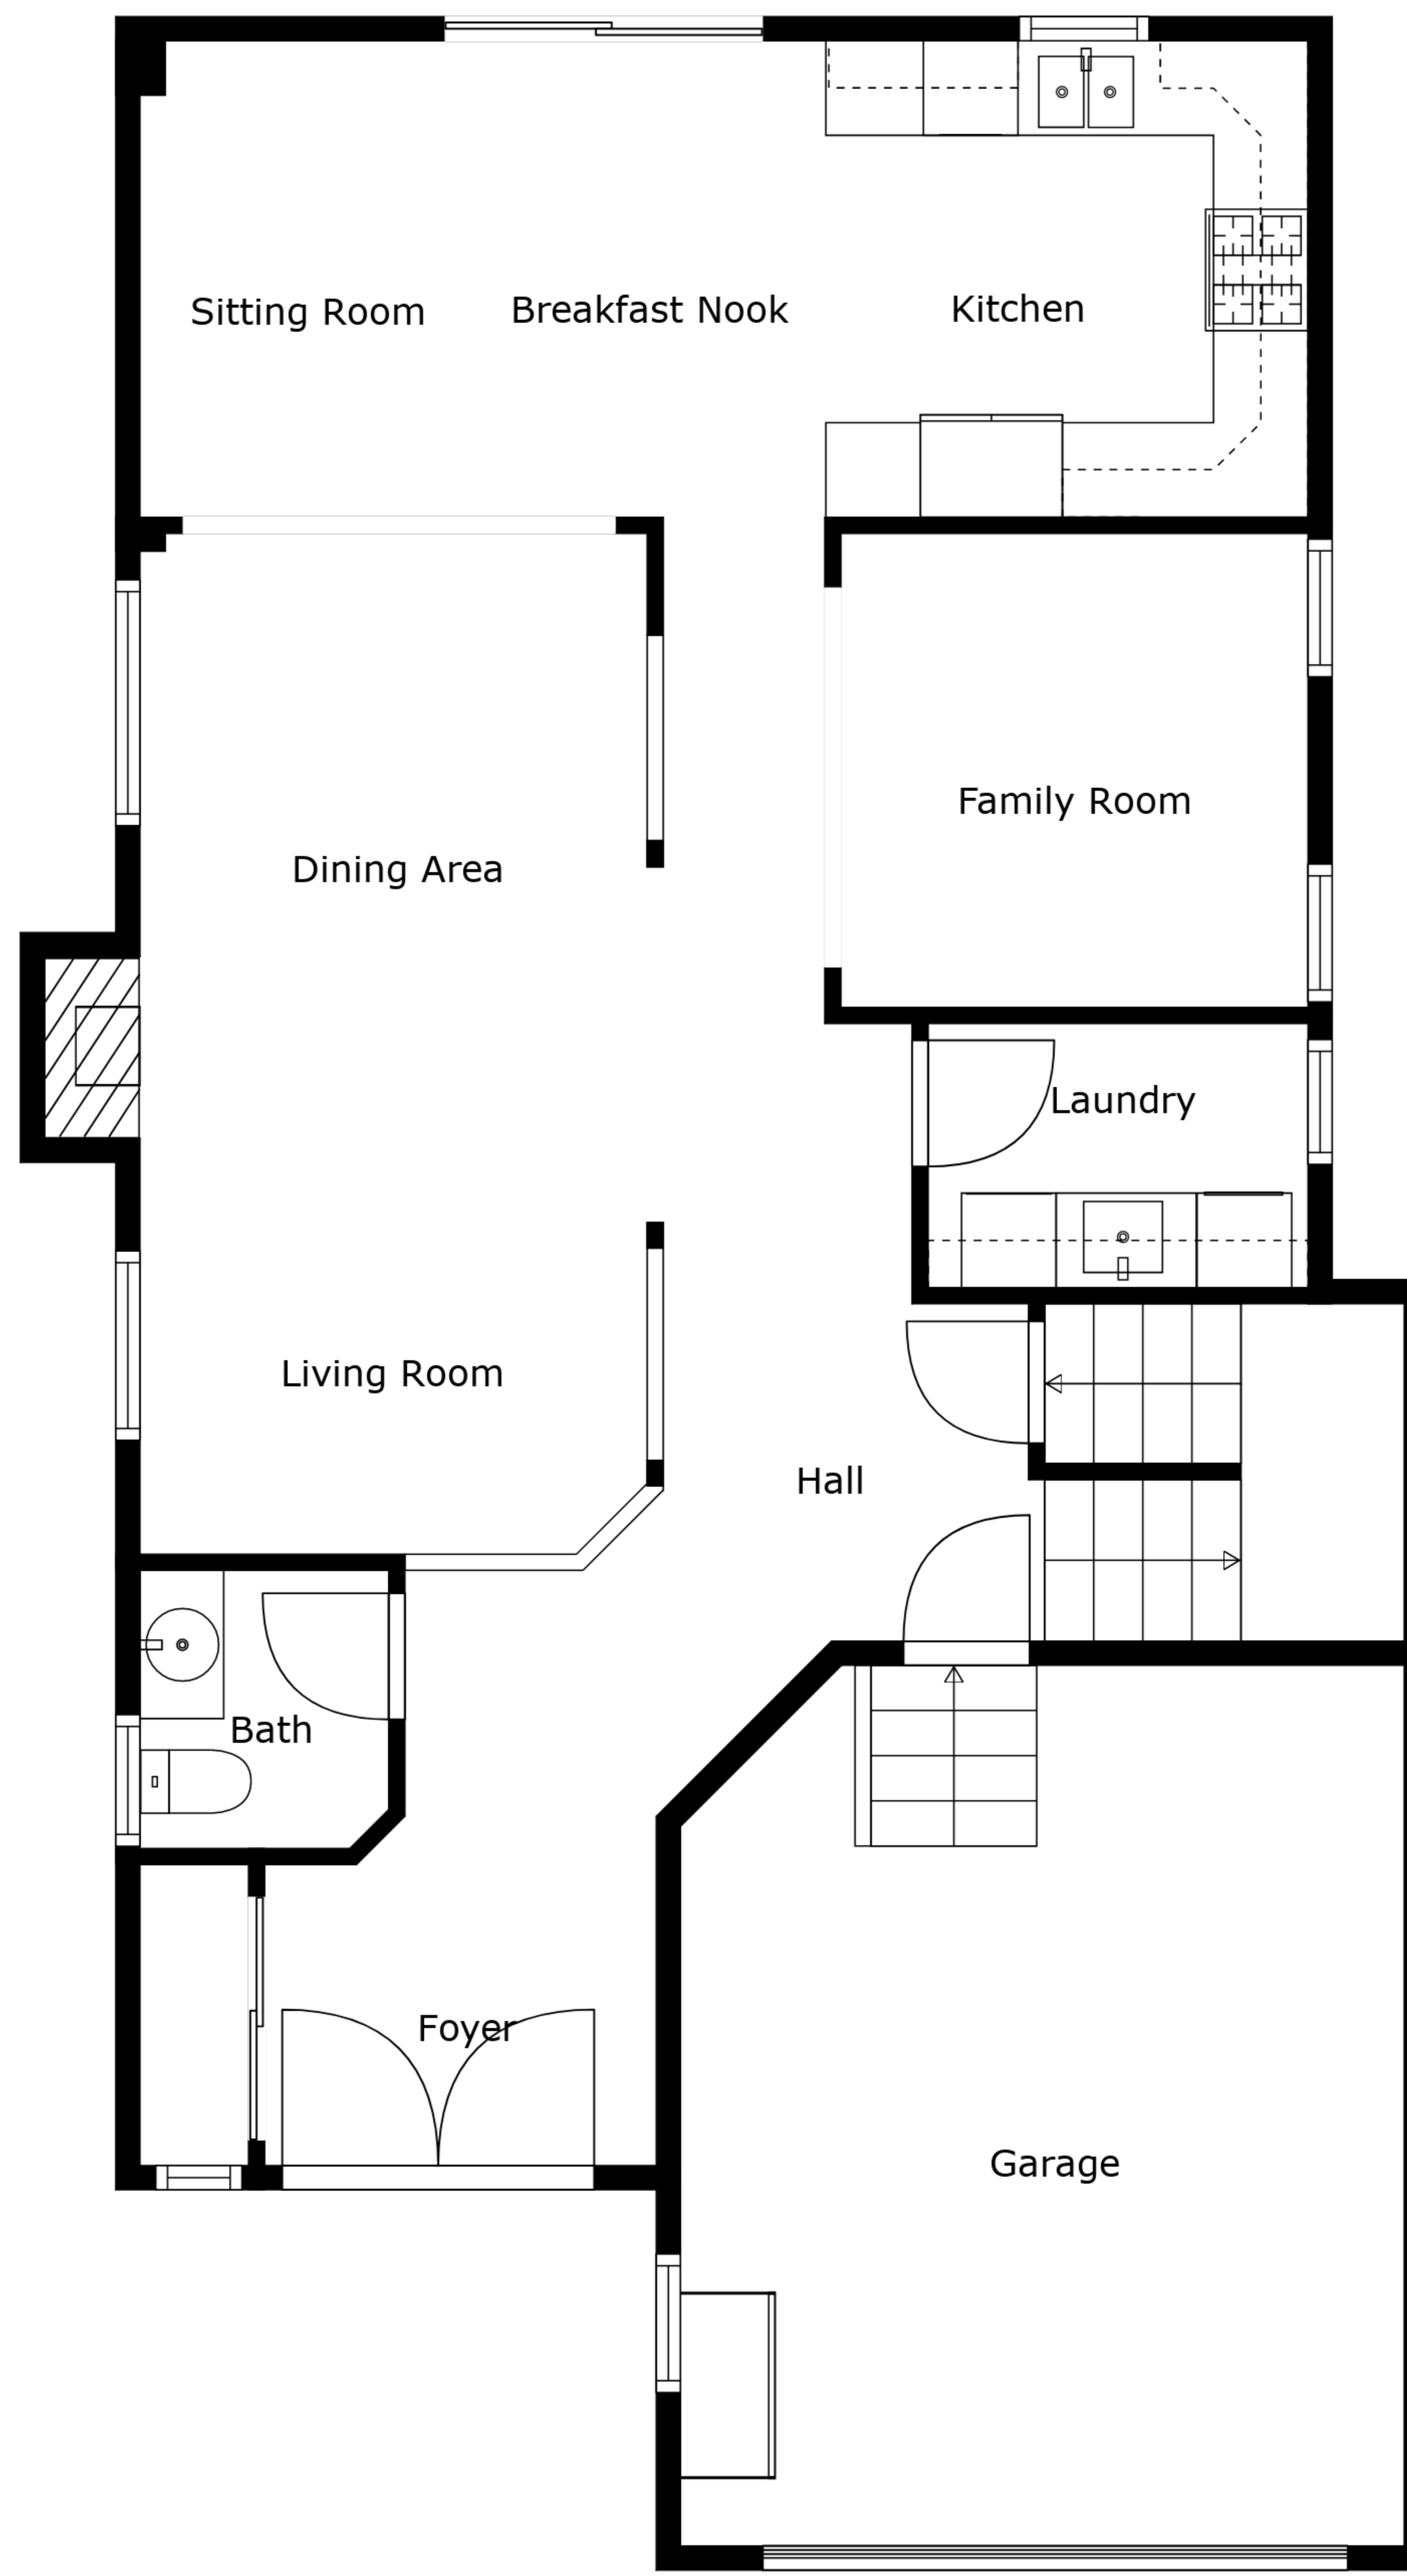 Sitting Room
Breakfast Nook
Kitchen
Family Room
Dining Area
Laundry
Living Room
Hall
Bath
Foyer
Garage